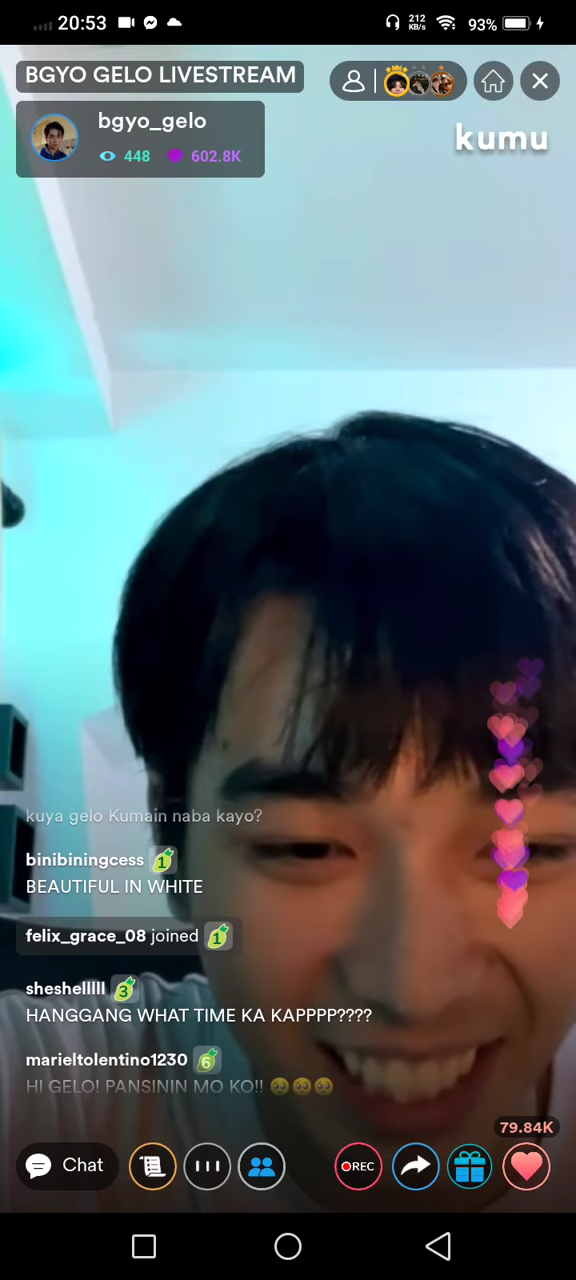 20:53
212
KB/s
93%
BGYO GELO LIVESTREAM
bgyo_gelo
448
602.8K
kumu
kuya gelo Kumain naba kayo?
binibiningcess 1
BEAUTIFUL IN WHITE
felix_grace_08 joined 1
sheshelllll 3
HANGGANG WHAT TIME KA KAPPPP????
marieltolentino1230 6
HI GELO! PANSININ MO KO!! 🥺🥺🥺
79.84K
Chat
REC